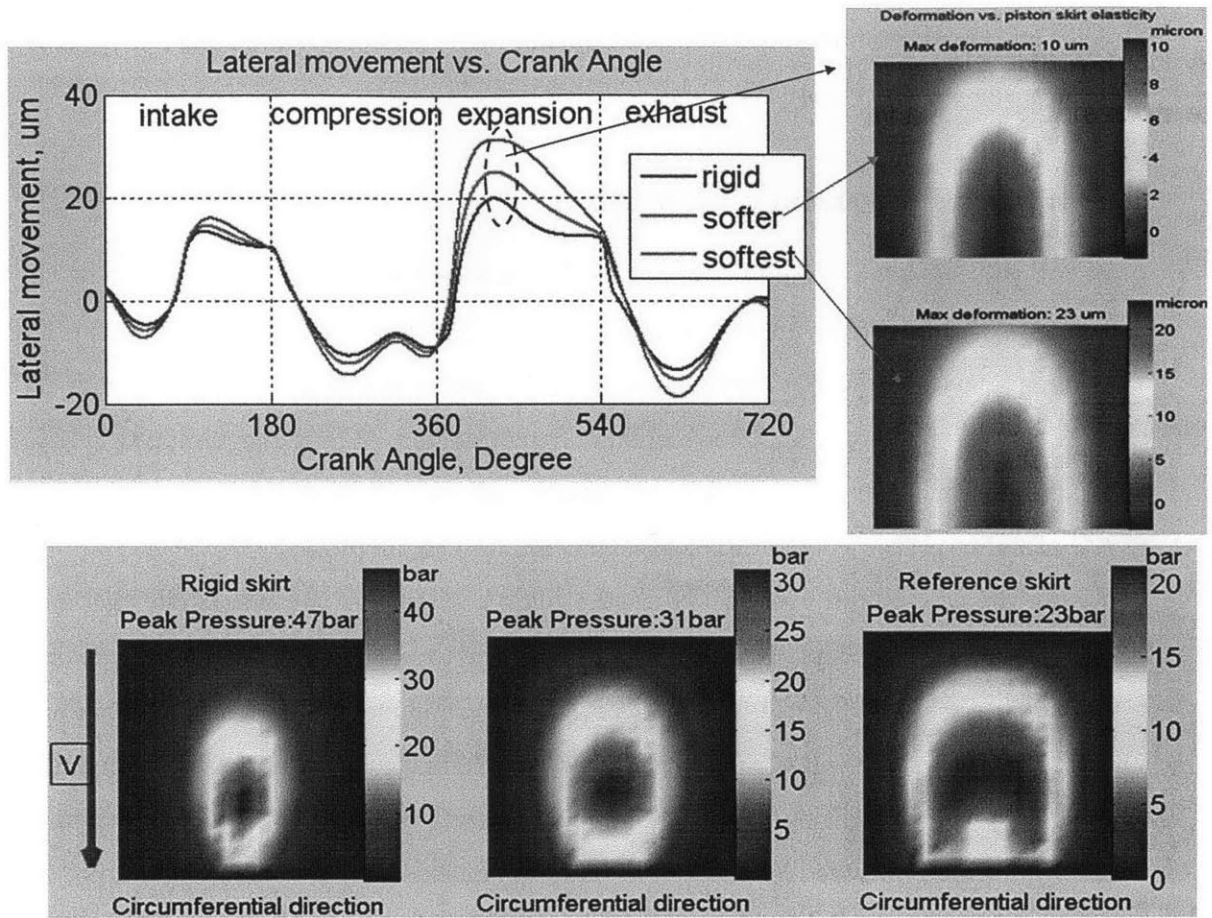 Lateral movement vs. Crank Angle
40
20
0
-20
Lateral movement, um
intake
compression
expansion
exhaust
rigid
softer
softest
0
180
360
540
720
Crank Angle, Degree
Deformation vs. piston skirt elasticity
micron
Max deformation: 10 um
10
8
6
4
2
0
micron
Max deformation: 23 um
20
15
10
5
0
V
Rigid skirt
Peak Pressure:47bar
bar
40
30
20
10
Circumferential direction
Peak Pressure:31bar
bar
30
25
20
15
10
5
Circumferential direction
Reference skirt
Peak Pressure:23bar
bar
20
15
10
5
0
Circumferential direction